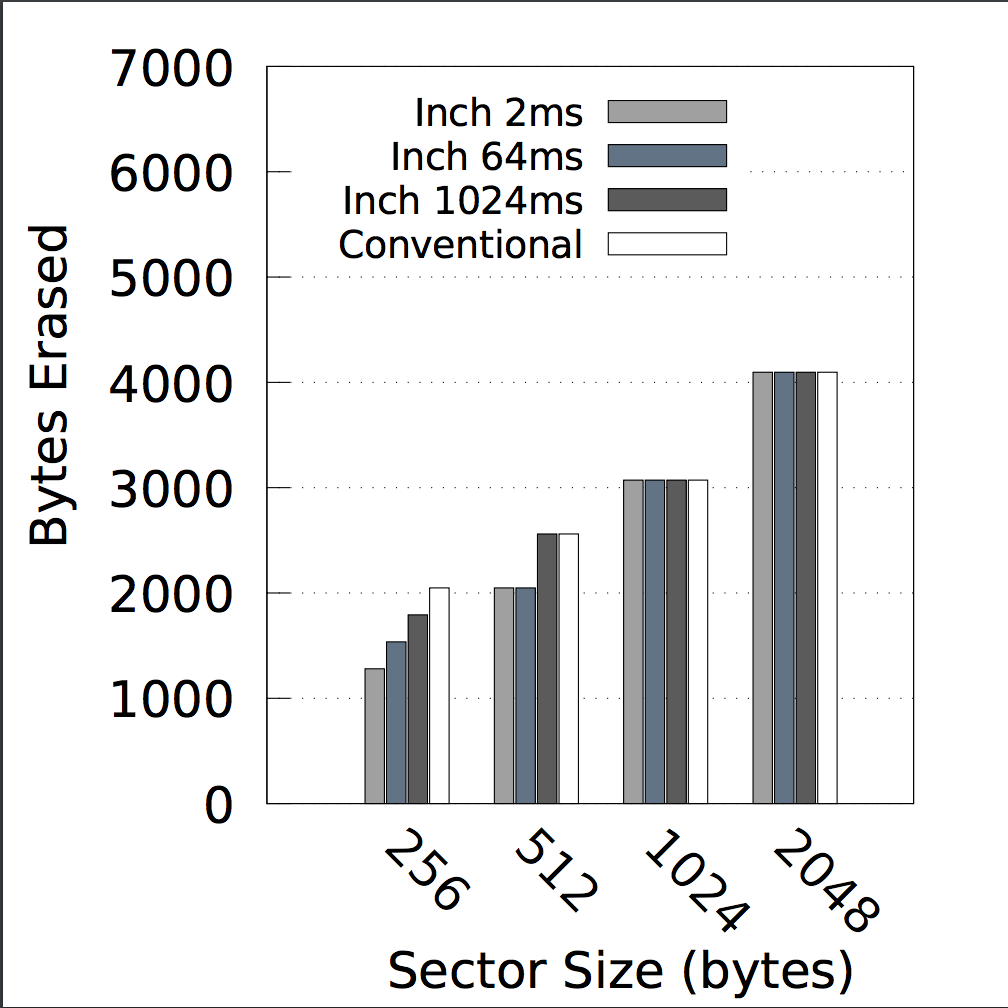 7000
6000
5000
4000
3000
2000
1000
0
Bytes Erased
Inch 2ms
Inch 64ms
Inch 1024ms
Conventional
256
512
1024
2048
Sector Size (bytes)